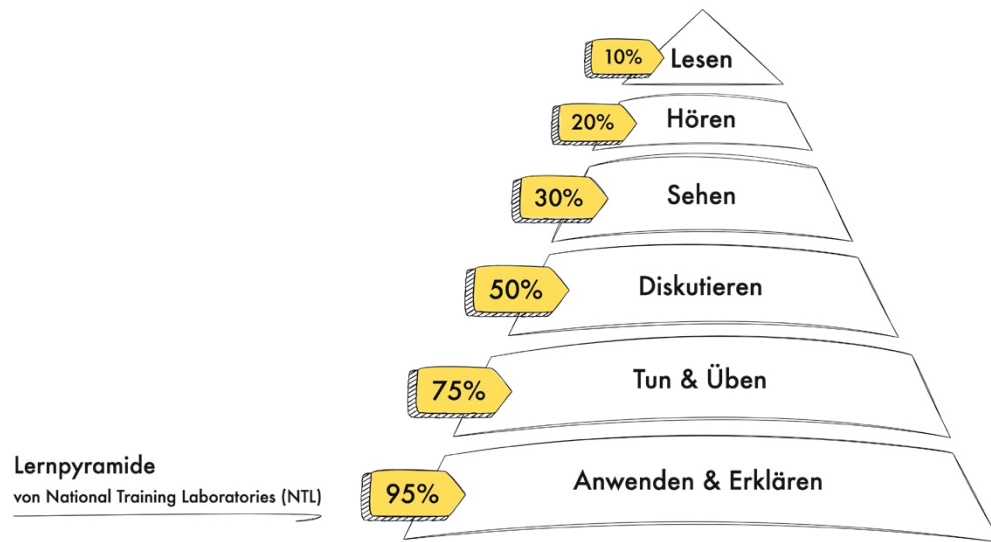 10% Lesen
20% Hören
30% Sehen
50% Diskutieren
75% Tun & Üben
95% Anwenden & Erklären
Lernpyramide
von National Training Laboratories (NTL)